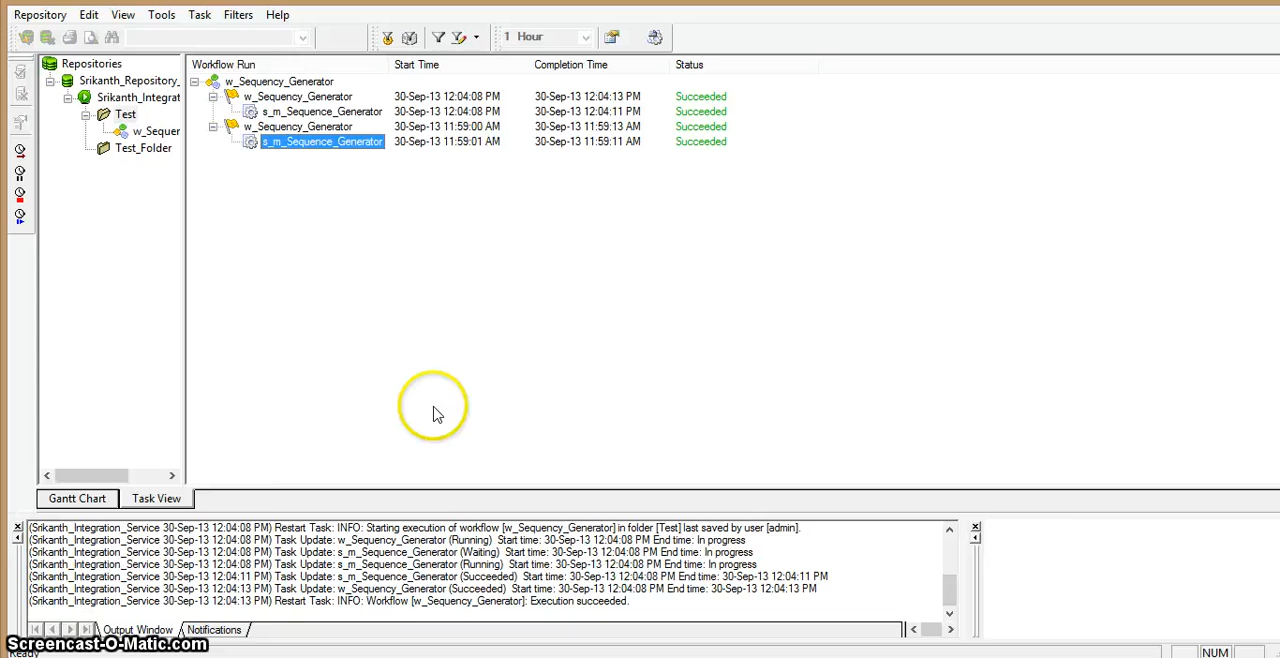 Repository Edit View Tools Task Filters Help
1 Hour
Repositories
Srikanth_Repository_
Srikanth_Integrat
Test
w_Sequer
Test_Folder
Workflow Run Start Time Completion Time Status
w_Sequency_Generator
w_Sequency_Generator 30-Sep-13 12:04:08 PM 30-Sep-13 12:04:13 PM Succeeded
s_m_Sequence_Generator 30-Sep-13 12:04:08 PM 30-Sep-13 12:04:11 PM Succeeded
w_Sequency_Generator 30-Sep-13 11:59:00 AM 30-Sep-13 11:59:13 AM Succeeded
s_m_Sequence_Generator 30-Sep-13 11:59:01 AM 30-Sep-13 11:59:11 AM Succeeded
Gantt Chart Task View
(Srikanth_Integration_Service 30-Sep-13 12:04:08 PM) Restart Task: INFO: Starting execution of workflow [w_Sequency_Generator] in folder [Test] last saved by user [admin].
(Srikanth_Integration_Service 30-Sep-13 12:04:08 PM) Task Update: w_Sequency_Generator (Running) Start time: 30-Sep-13 12:04:08 PM End time: In progress
(Srikanth_Integration_Service 30-Sep-13 12:04:08 PM) Task Update: s_m_Sequence_Generator (Waiting) Start time: 30-Sep-13 12:04:08 PM End time: In progress
(Srikanth_Integration_Service 30-Sep-13 12:04:08 PM) Task Update: s_m_Sequence_Generator (Running) Start time: 30-Sep-13 12:04:08 PM End time: In progress
(Srikanth_Integration_Service 30-Sep-13 12:04:11 PM) Task Update: s_m_Sequence_Generator (Succeeded) Start time: 30-Sep-13 12:04:08 PM End time: 30-Sep-13 12:04:11 PM
(Srikanth_Integration_Service 30-Sep-13 12:04:13 PM) Task Update: w_Sequency_Generator (Succeeded) Start time: 30-Sep-13 12:04:08 PM End time: 30-Sep-13 12:04:13 PM
(Srikanth_Integration_Service 30-Sep-13 12:04:13 PM) Restart Task: INFO: Workflow [w_Sequency_Generator]: Execution succeeded.
Output Window Notifications
Screencast-O-Matic.com
Ready NUM